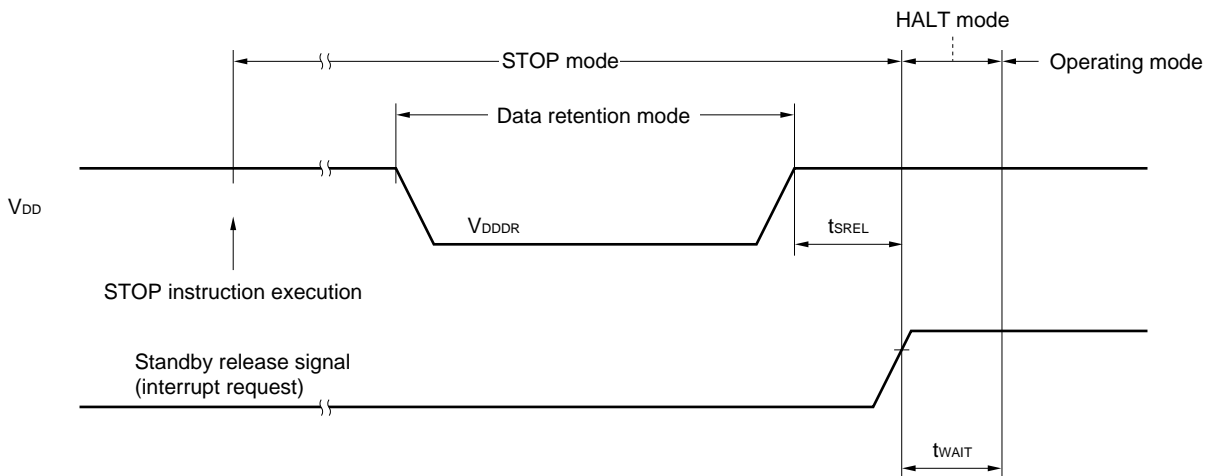 HALT mode
STOP mode
Operating mode
Data retention mode
VDD
VDDDR
tSREL
STOP instruction execution
Standby release signal
(interrupt request)
tWAIT